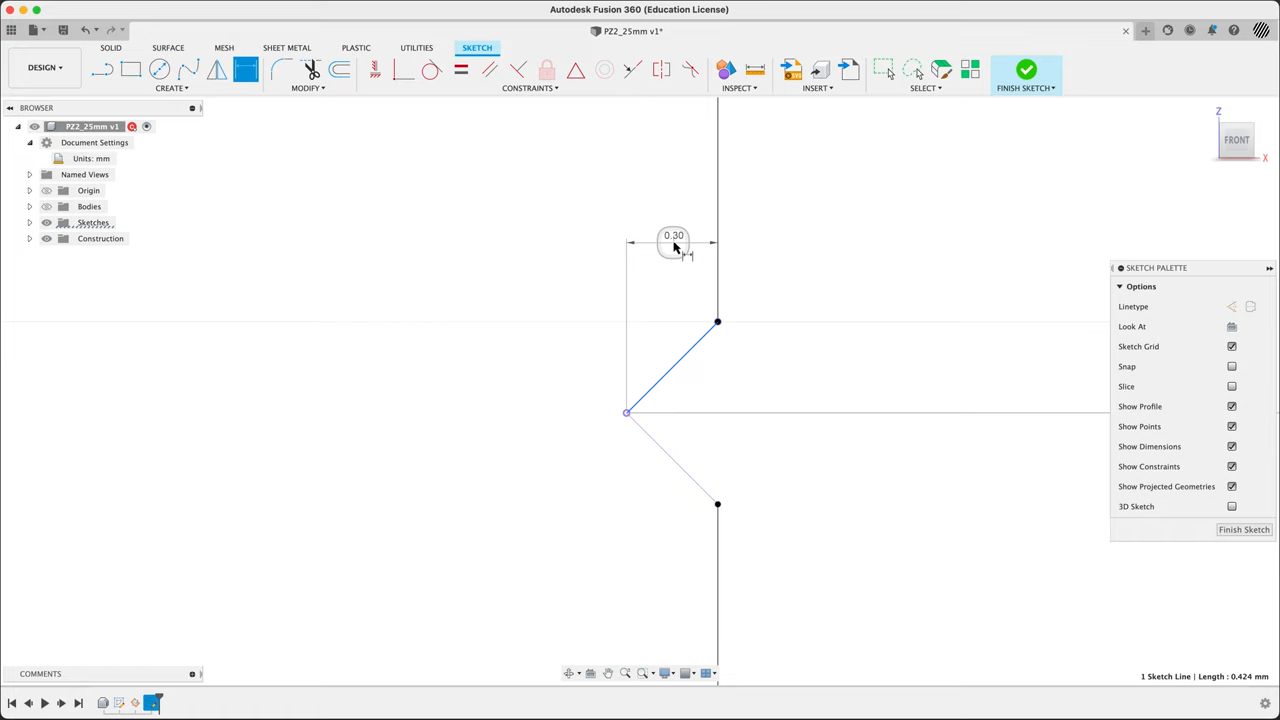 Autodesk Fusion 360 (Education License)
PZ2_25mm v1*
DESIGN
SOLID
SURFACE
MESH
SHEET METAL
PLASTIC
UTILITIES
SKETCH
CREATE
MODIFY
CONSTRAINTS
INSPECT
INSERT
SELECT
FINISH SKETCH
BROWSER
PZ2_25mm v1
Document Settings
Units: mm
Named Views
Origin
Bodies
Sketches
Construction
Z
FRONT
X
0.30
SKETCH PALETTE
Options
Linetype
Look At
Sketch Grid
Snap
Slice
Show Profile
Show Points
Show Dimensions
Show Constraints
Show Projected Geometries
3D Sketch
Finish Sketch
COMMENTS
1 Sketch Line | Length : 0.424 mm